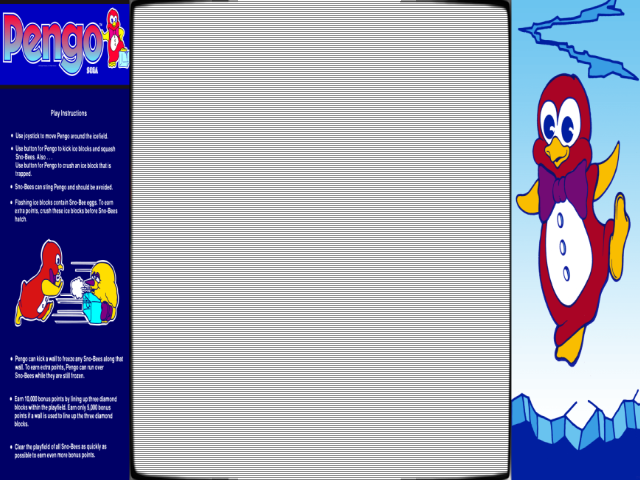 Pengo
SEGA
Play Instructions
• Use joystick to move Pengo around the icefield.
• Use button for Pengo to kick ice blocks and squash
Sno-Bees. Also . . .
Use button for Pengo to crush an ice block that is
trapped.
• Sno-Bees can sting Pengo and should be avoided.
• Flashing ice blocks contain Sno-Bee eggs. To earn
extra points, crush these ice blocks before Sno-Bees
hatch.
• Pengo can kick a wall to freeze any Sno-Bees along that
wall. To earn extra points, Pengo can run over
Sno-Bees while they are still frozen.
• Earn 10,000 bonus points by lining up three diamond
blocks within the playfield. Earn only 5,000 bonus
points if a wall is used to line up the three diamond
blocks.
• Clear the playfield of all Sno-Bees as quickly as
possible to earn even more bonus points.